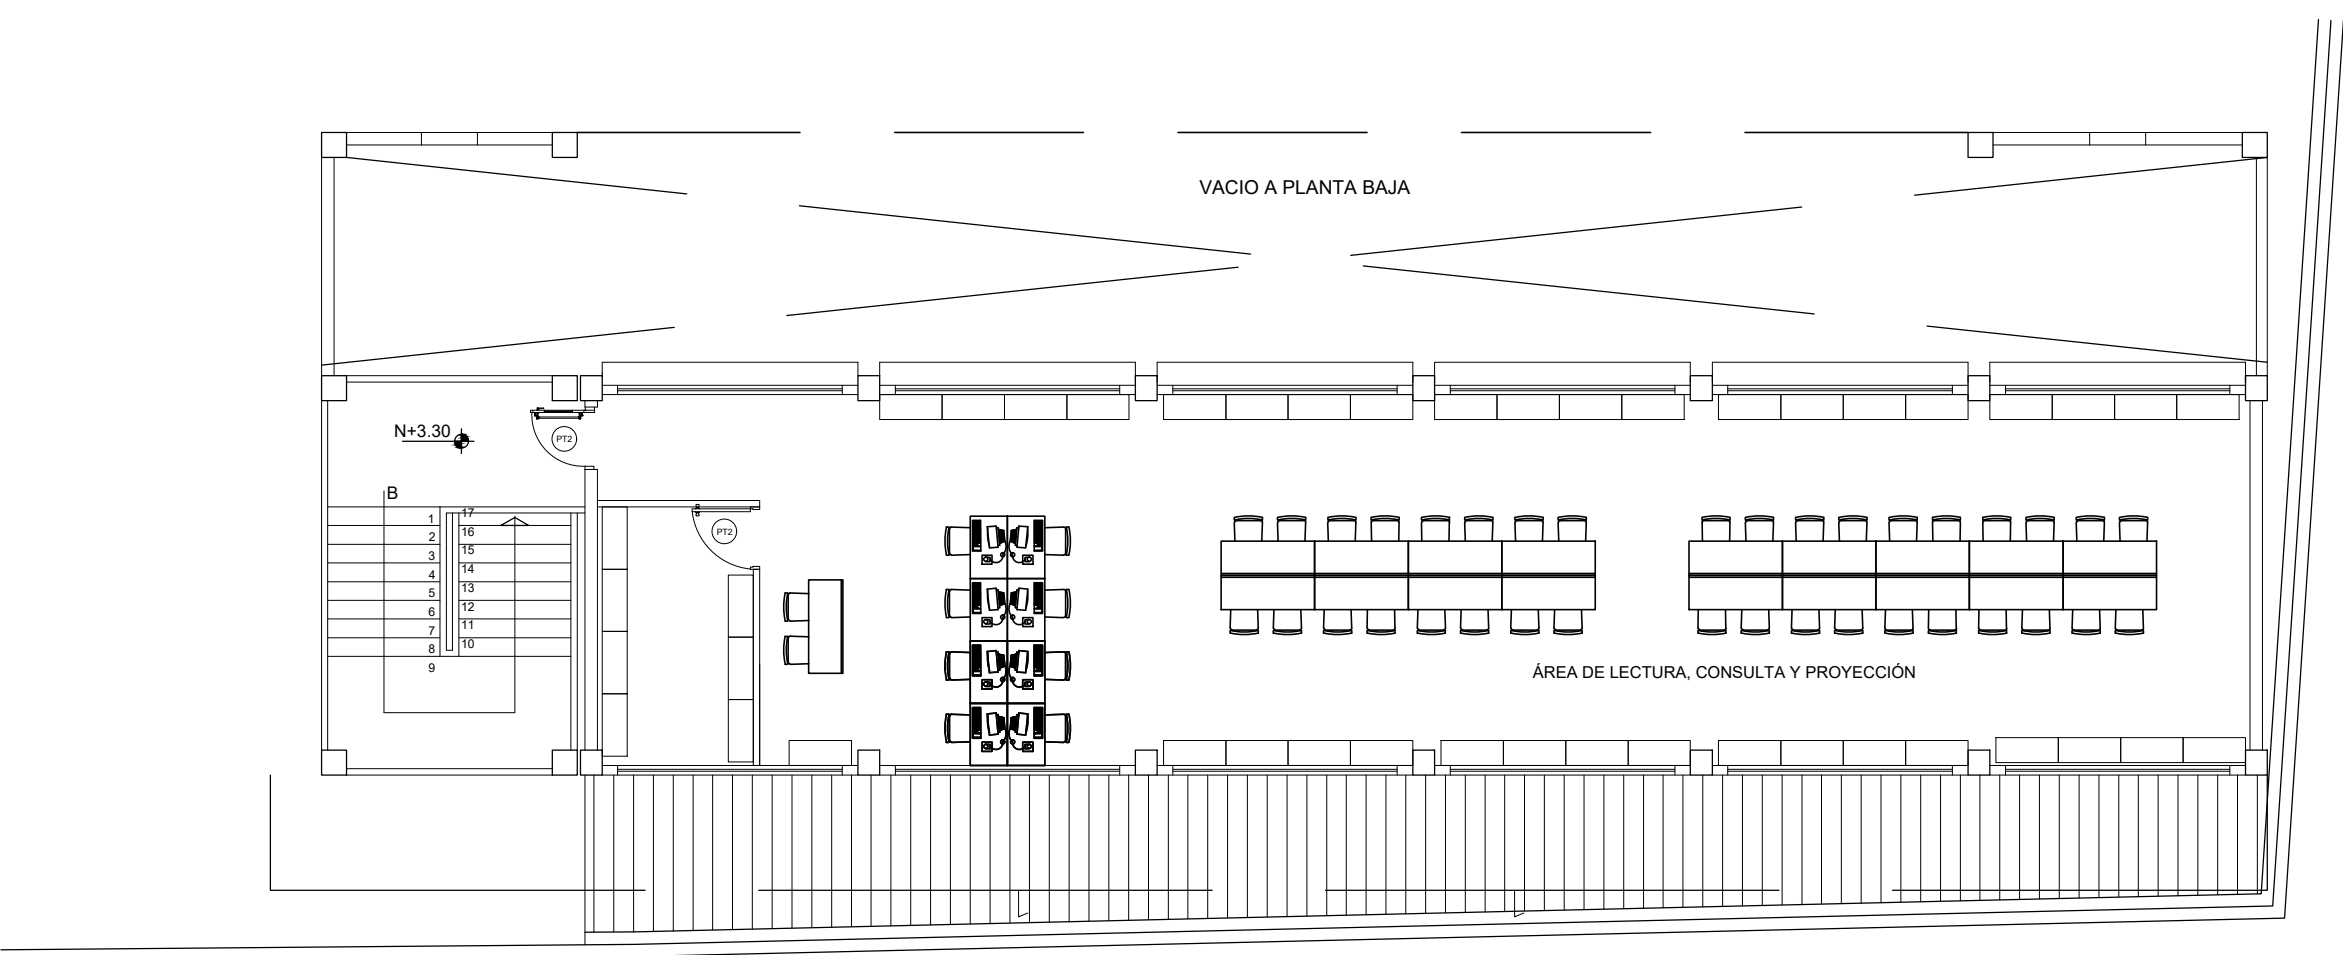 VACIO A PLANTA BAJA
N+3.30
PT2
B
PT2
1
2
3
4
5
6
7
8
9
17
16
15
14
13
12
11
10
ÁREA DE LECTURA, CONSULTA Y PROYECCIÓN